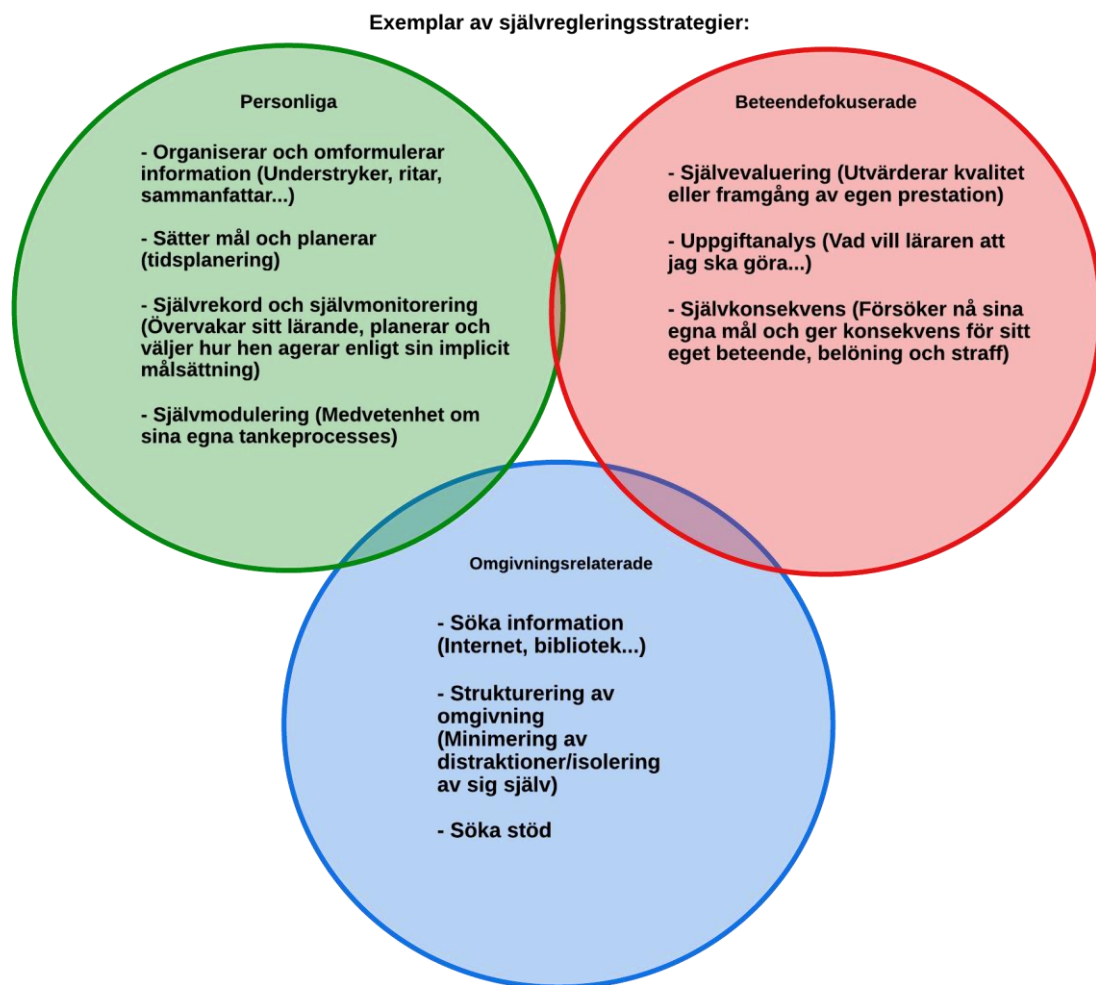 Exemplar av självregleringsstrategier:
Personliga
- Organiserar och omformulerar
information (Understryker, ritar,
sammanfattar...)
- Sätter mål och planerar
(tidsplanering)
- Självrekord och självmonitorering
(Övervakar sitt lärande, planerar och
väljer hur hen agerar enligt sin implicit
målsättning)
- Självmodulering (Medvetenhet om
sina egna tankeprocesses)
Beteendefokuserade
- Självevaluering (Utvärderar kvalitet
eller framgång av egen prestation)
- Uppgiftanalys (Vad vill läraren att
jag ska göra...)
- Självkonsekvens (Försöker nå sina
egna mål och ger konsekvens för sitt
eget beteende, belöning och straff)
Omgivningsrelaterade
- Söka information
(Internet, bibliotek...)
- Strukturering av
omgivning
(Minimering av
distraktioner/isolering
av sig själv)
- Söka stöd